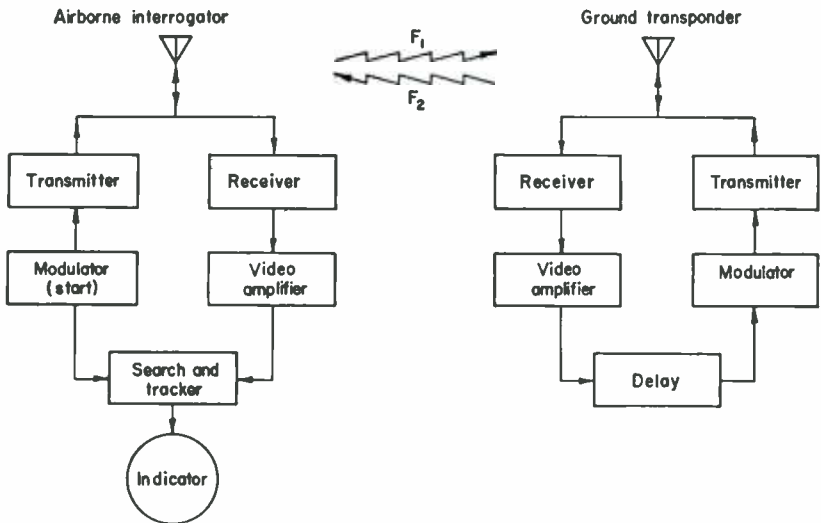 Airborne interrogator
Ground transponder
F1
F2
Transmitter
Receiver
Receiver
Transmitter
Modulator
(start)
Video
amplifier
Video
amplifier
Modulator
Search and
tracker
Delay
Indicator